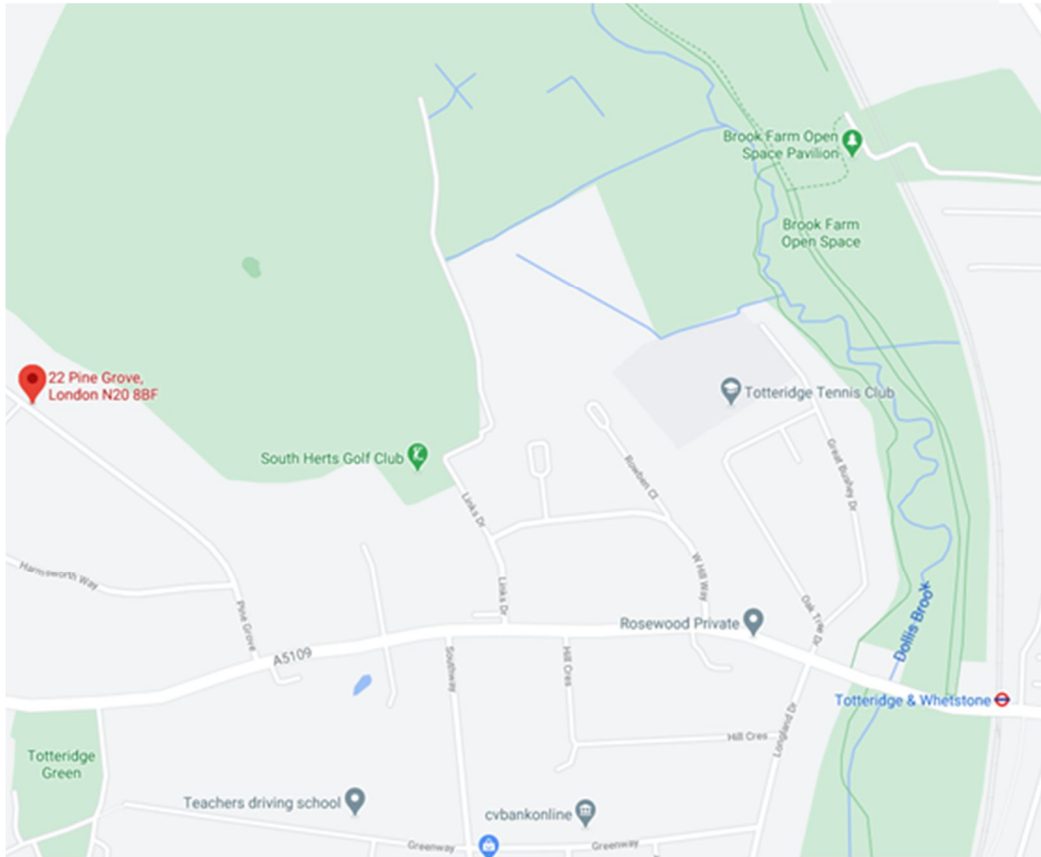 Brook Farm Open
Space Pavilion
Brook Farm
Open Space
22 Pine Grove,
London N20 8BF
Totteridge Tennis Club
South Herts Golf Club
Great Bushey Dr
Rowben Cl
Links Dr
W Hill Way
Harmsworth Way
Links Dr
Pine Grove
Oak Tree Dr
Dollis Brook
Rosewood Private
A5109
Southway
Hill Cres
Totteridge & Whetstone
Longland Dr
Hill Cres
Totteridge
Green
Teachers driving school
cvbankonline
Greenway
Greenway